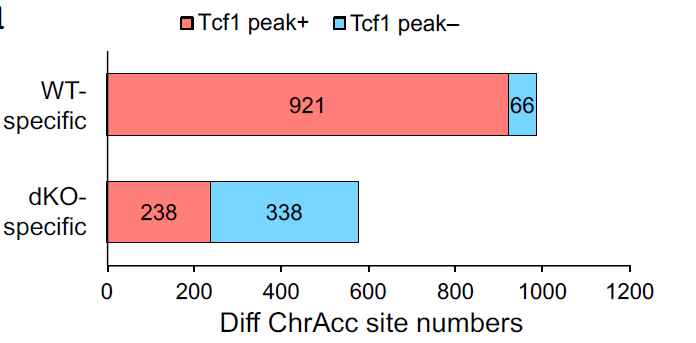 Tcf1 peak+ Tcf1 peak–
WT-
specific
921 66
dKO-
specific
238 338
0 200 400 600 800 1000 1200
Diff ChrAcc site numbers